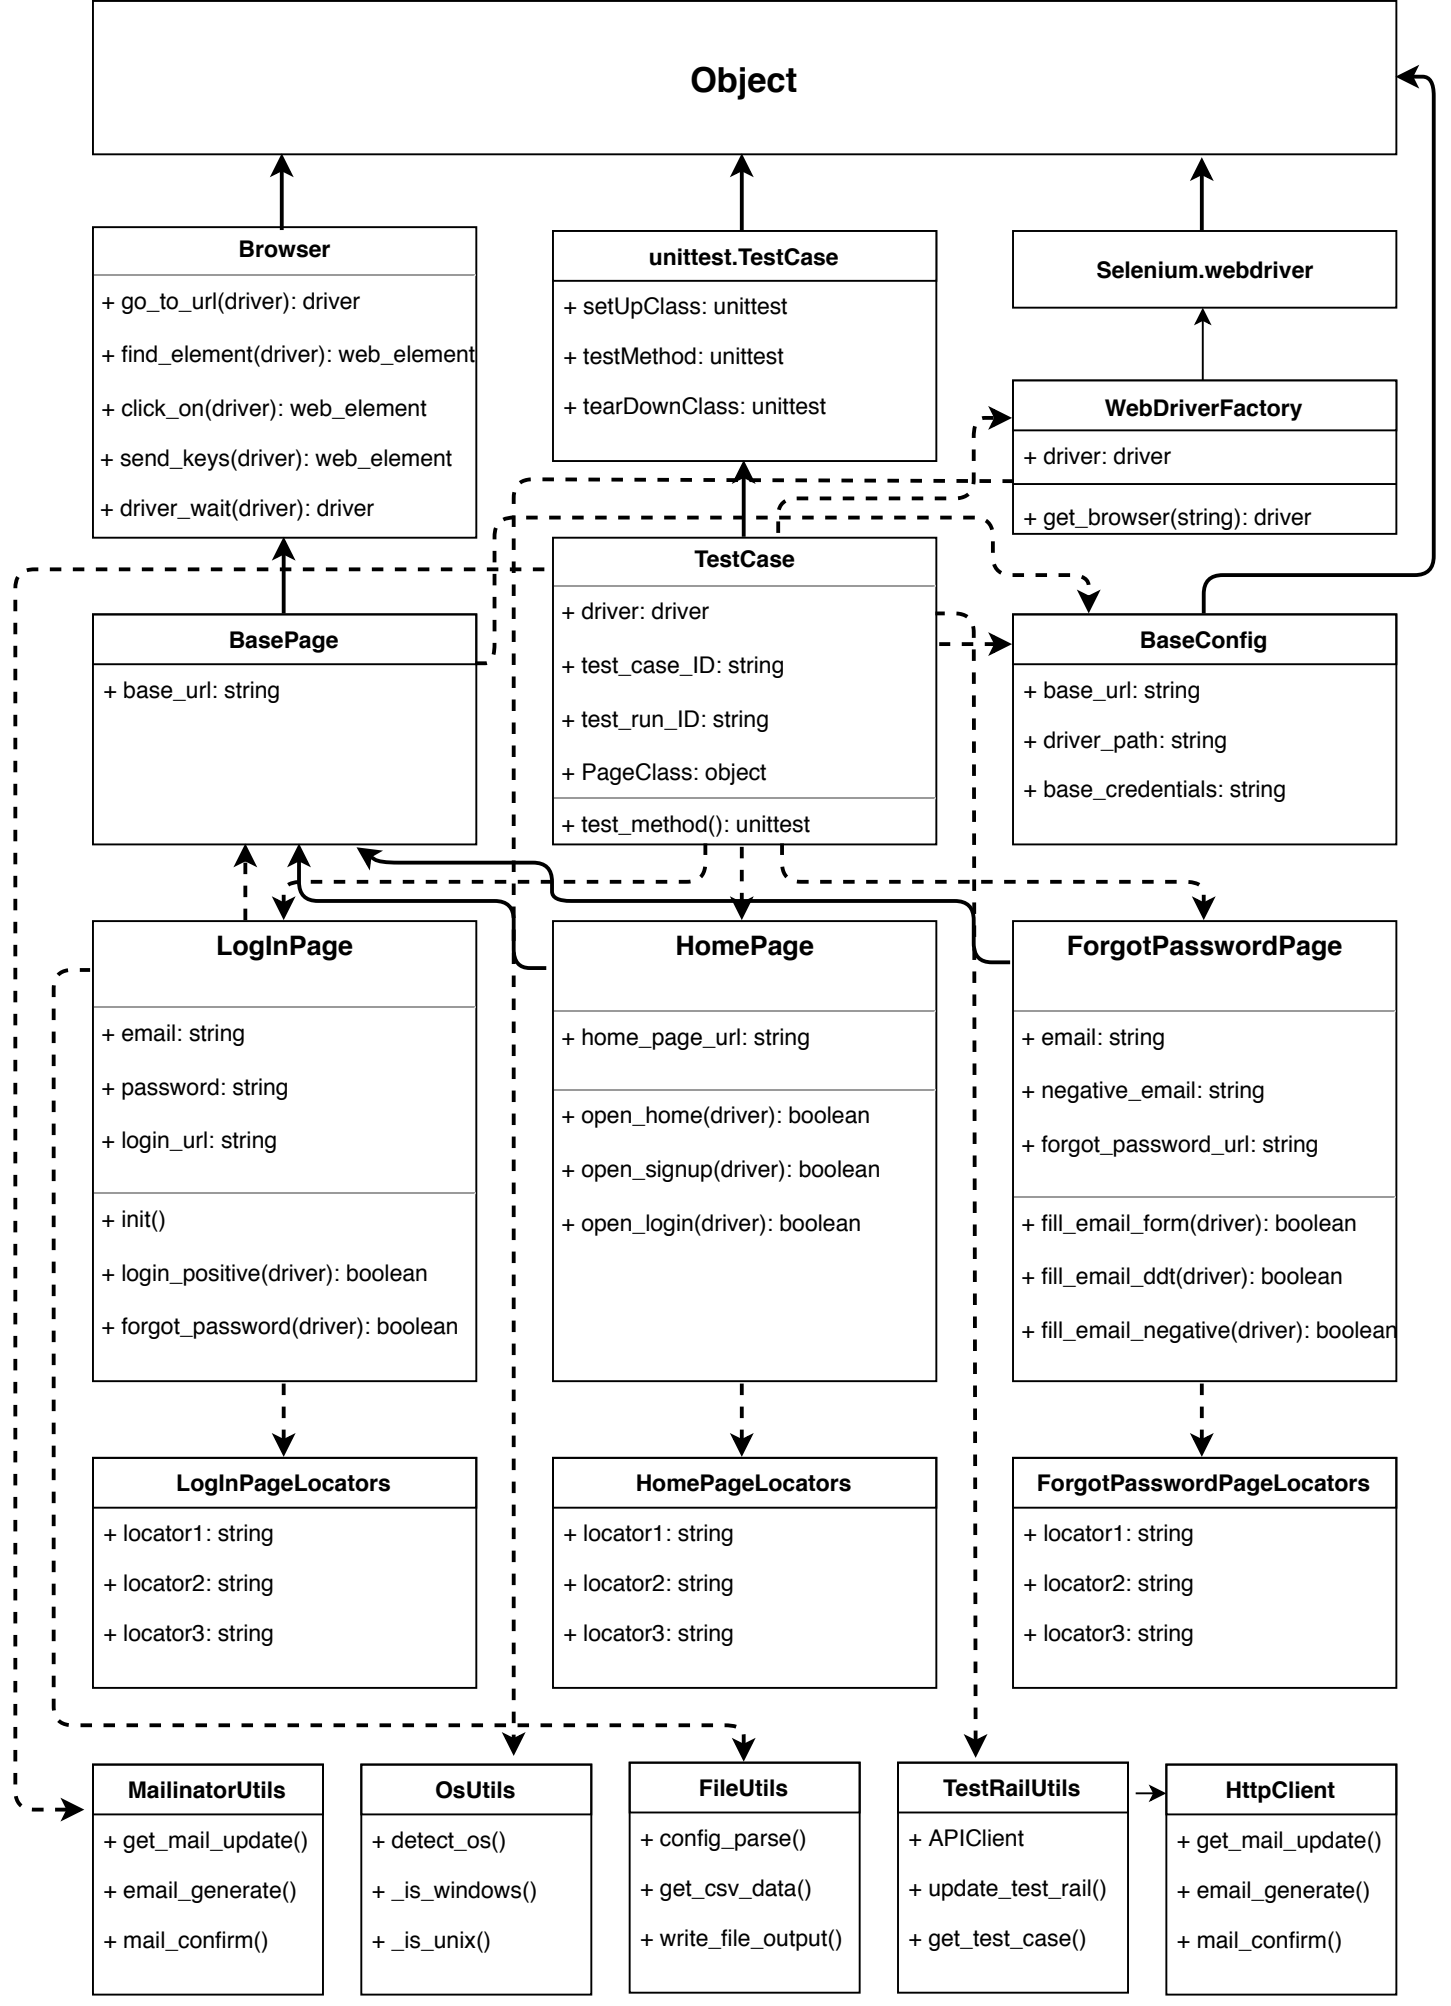 Object
Browser
+ go_to_url(driver): driver
+ find_element(driver): web_element
+ click_on(driver): web_element
+ send_keys(driver): web_element
+ driver_wait(driver): driver
unittest.TestCase
+ setUpClass: unittest
+ testMethod: unittest
+ tearDownClass: unittest
Selenium.webdriver
WebDriverFactory
+ driver: driver
+ get_browser(string): driver
BasePage
+ base_url: string
TestCase
+ driver: driver
+ test_case_ID: string
+ test_run_ID: string
+ PageClass: object
+ test_method(): unittest
BaseConfig
+ base_url: string
+ driver_path: string
+ base_credentials: string
LogInPage
+ email: string
+ password: string
+ login_url: string
+ init()
+ login_positive(driver): boolean
+ forgot_password(driver): boolean
HomePage
+ home_page_url: string
+ open_home(driver): boolean
+ open_signup(driver): boolean
+ open_login(driver): boolean
ForgotPasswordPage
+ email: string
+ negative_email: string
+ forgot_password_url: string
+ fill_email_form(driver): boolean
+ fill_email_ddt(driver): boolean
+ fill_email_negative(driver): boolean
LogInPageLocators
+ locator1: string
+ locator2: string
+ locator3: string
HomePageLocators
+ locator1: string
+ locator2: string
+ locator3: string
ForgotPasswordPageLocators
+ locator1: string
+ locator2: string
+ locator3: string
MailinatorUtils
+ get_mail_update()
+ email_generate()
+ mail_confirm()
OsUtils
+ detect_os()
+ _is_windows()
+ _is_unix()
FileUtils
+ config_parse()
+ get_csv_data()
+ write_file_output()
TestRailUtils
+ APIClient
+ update_test_rail()
+ get_test_case()
HttpClient
+ get_mail_update()
+ email_generate()
+ mail_confirm()